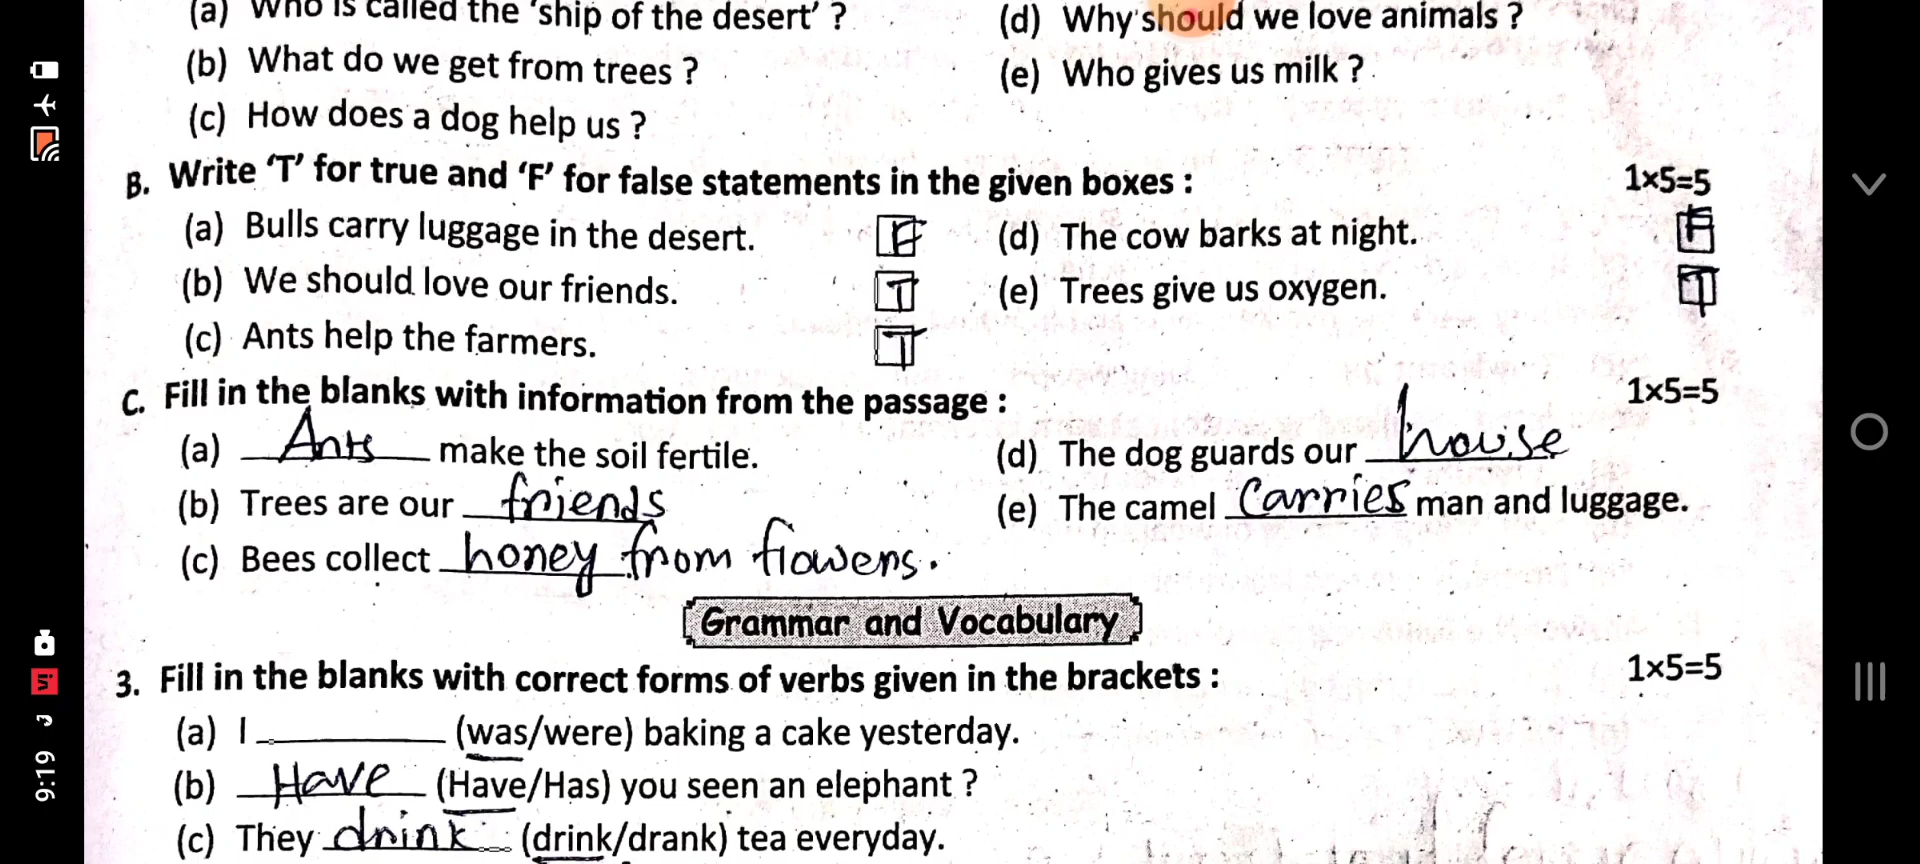 (a) Who is called the 'ship of the desert' ?
(b) What do we get from trees ?
(c) How does a dog help us ?
(d) Why should we love animals ?
(e) Who gives us milk ?
B. Write 'T' for true and 'F' for false statements in the given boxes : 1×5=5
(a) Bulls carry luggage in the desert. F
(b) We should love our friends. T
(c) Ants help the farmers. T
(d) The cow barks at night. F
(e) Trees give us oxygen. T
C. Fill in the blanks with information from the passage : 1×5=5
(a) Ants make the soil fertile.
(b) Trees are our friends
(c) Bees collect honey from flowers.
(d) The dog guards our house
(e) The camel Carries man and luggage.
Grammar and Vocabulary
3. Fill in the blanks with correct forms of verbs given in the brackets : 1×5=5
(a) I ________ (was/were) baking a cake yesterday.
(b) Have (Have/Has) you seen an elephant ?
(c) They drink (drink/drank) tea everyday.
9:19